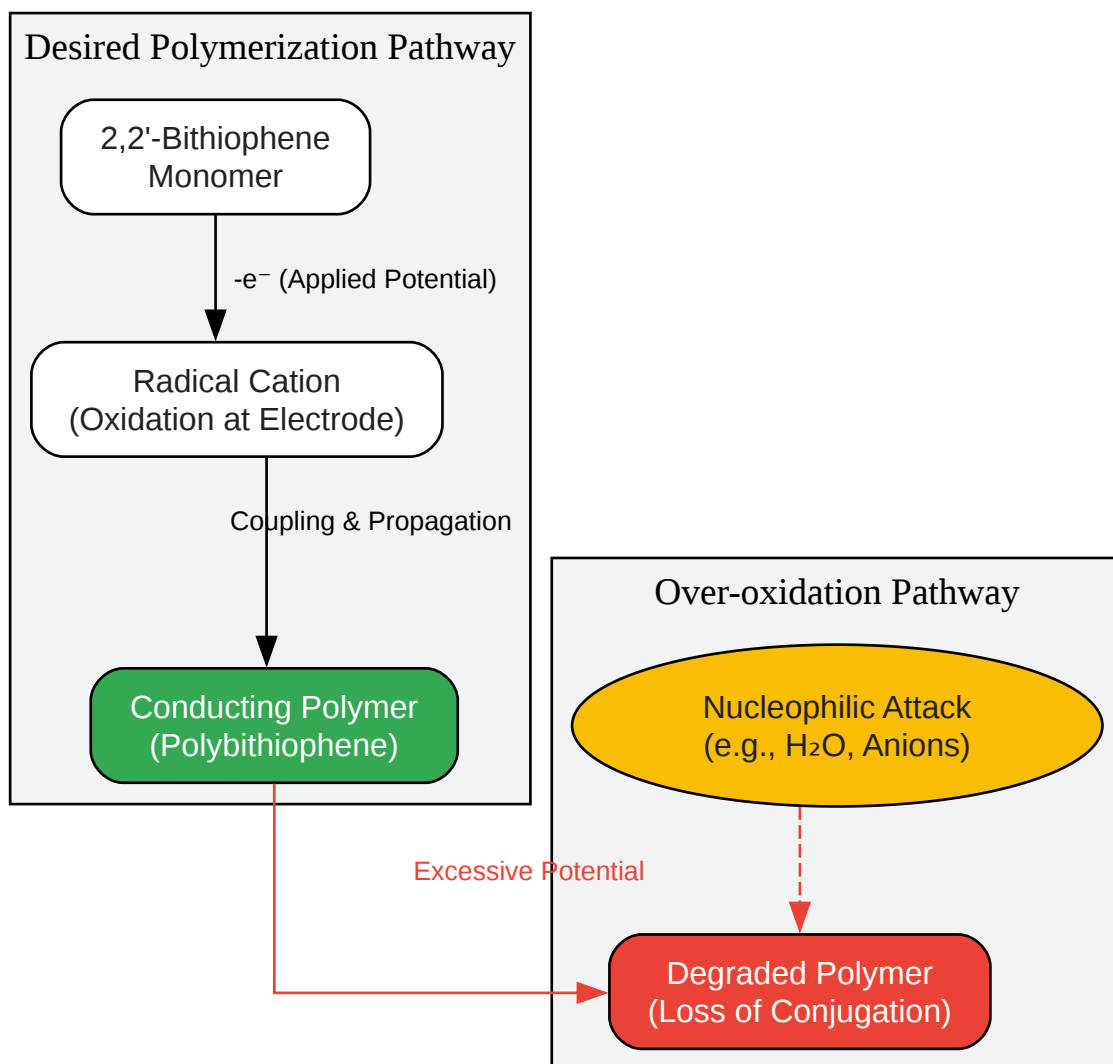 Desired Polymerization Pathway
2,2'-Bithiophene
Monomer
-e⁻ (Applied Potential)
Radical Cation
(Oxidation at Electrode)
Coupling & Propagation
Conducting Polymer
(Polybithiophene)
Over-oxidation Pathway
Nucleophilic Attack
(e.g., H₂O, Anions)
Excessive Potential
Degraded Polymer
(Loss of Conjugation)